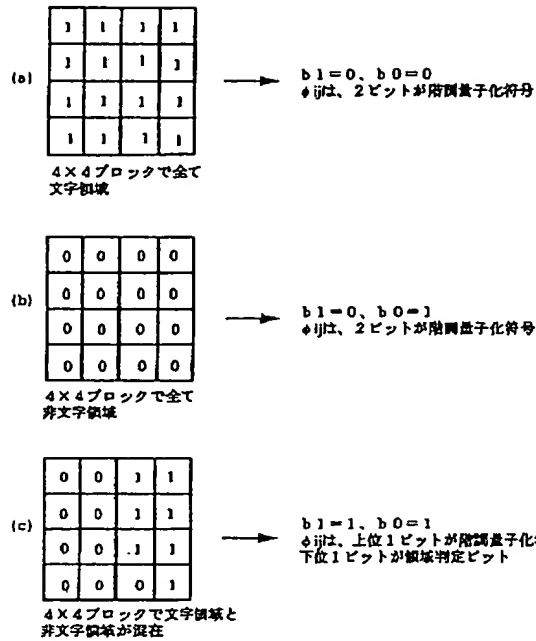 (a)
1 1 1 1
1 1 1 1
1 1 1 1
1 1 1 1
b1=0、b0=0
φijは、2ビットが階調量子化符号
4×4ブロックで全て
文字領域
(b)
0 0 0 0
0 0 0 0
0 0 0 0
0 0 0 0
b1=0、b0=1
φijは、2ビットが階調量子化符号
4×4ブロックで全て
非文字領域
(c)
0 0 1 1
0 0 1 1
0 0 1 1
0 0 0 1
b1=1、b0=1
φijは、上位1ビットが階調量子化
下位1ビットが領域判定ビット
4×4ブロックで文字領域と
非文字領域が混在